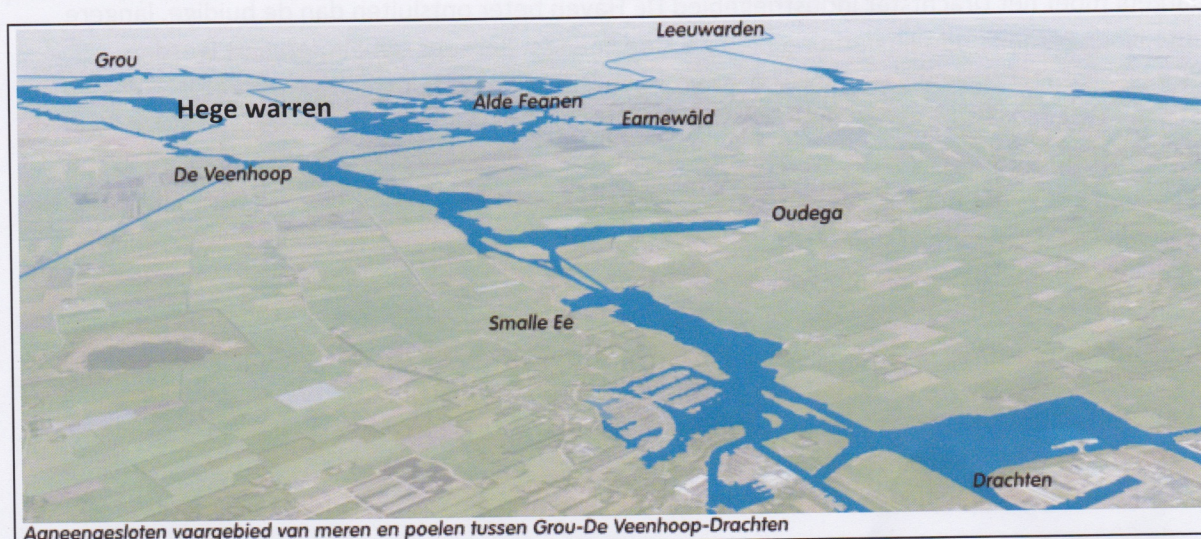 Leeuwarden
Grou
Hege warren
Alde Feanen
Earnewâld
De Veenhoop
Oudega
Smalle Ee
Drachten
Aaneengesloten vaargebied van meren en poelen tussen Grou-De Veenhoop-Drachten